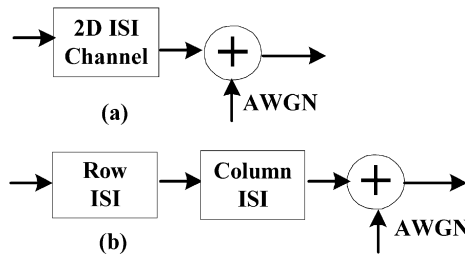 2D ISI
Channel
+
AWGN
(a)
Row
ISI
Column
ISI
+
AWGN
(b)